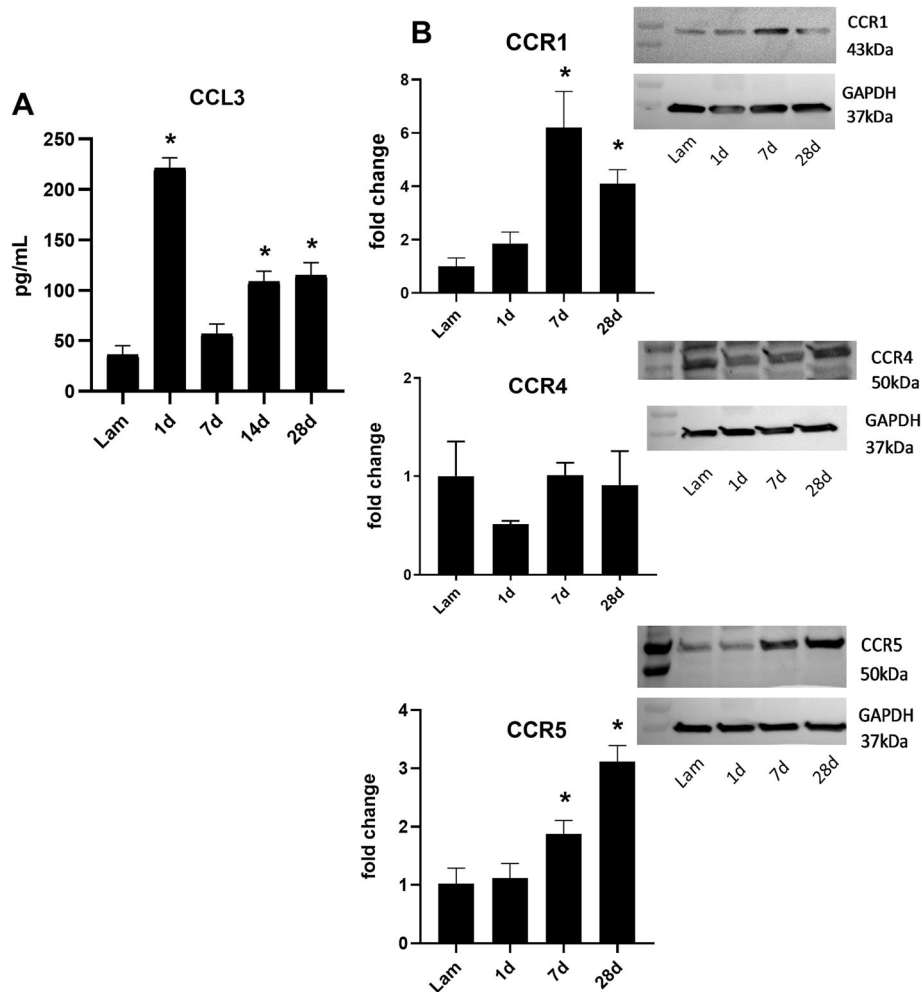 A
CCL3
pg/mL
250
200
150
100
50
0
*
*
*
Lam
1d
7d
14d
28d
B
CCR1
fold change
8
6
4
2
0
*
*
Lam
1d
7d
28d
CCR1
43kDa
GAPDH
37kDa
Lam
1d
7d
28d
CCR4
fold change
2
1
0
Lam
1d
7d
28d
CCR4
50kDa
GAPDH
37kDa
Lam
1d
7d
28d
CCR5
fold change
4
3
2
1
0
*
*
Lam
1d
7d
28d
CCR5
50kDa
GAPDH
37kDa
Lam
1d
7d
28d